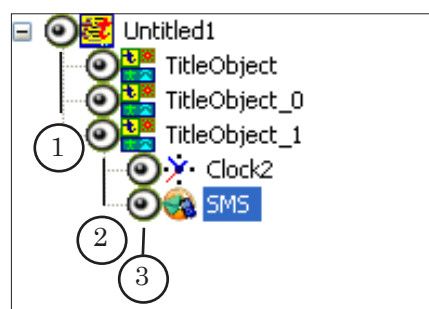 Untitled1
TitleObject
TitleObject_0
TitleObject_1
1
Clock2
SMS
2
3